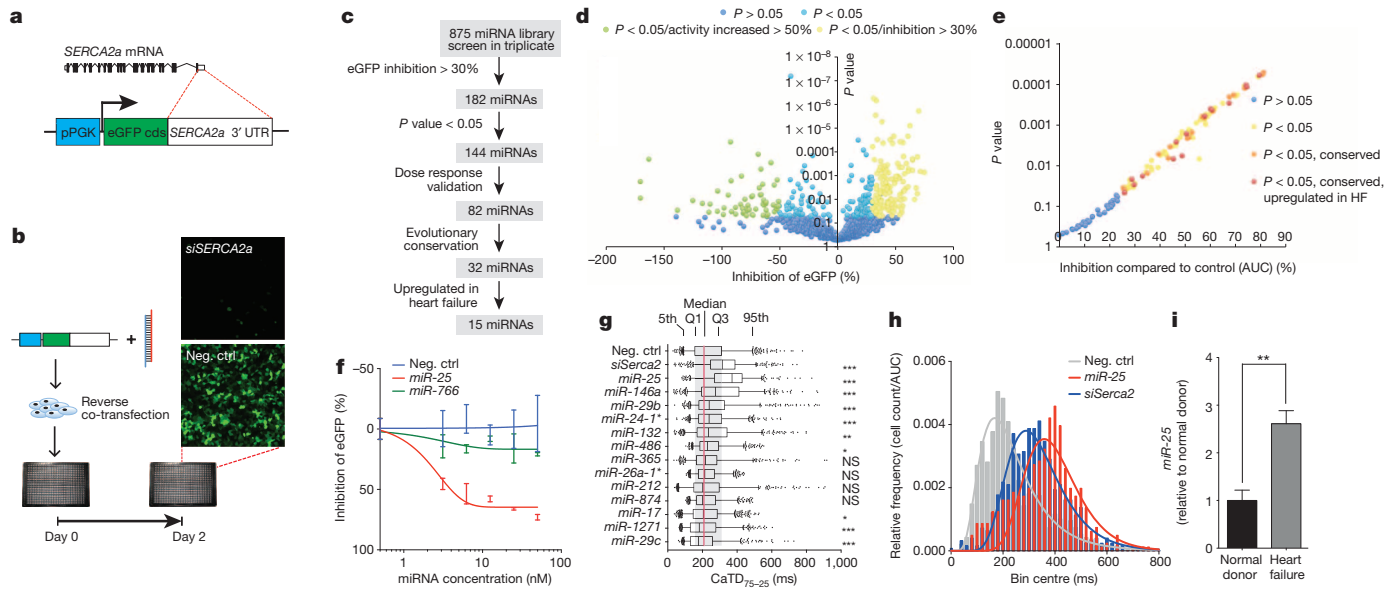 a
SERCA2a mRNA
pPGK
eGFP cds
SERCA2a 3′ UTR
b
siSERCA2a
+
Neg. ctrl
Reverse
co-transfection
Day 0
Day 2
c
875 miRNA library
screen in triplicate
eGFP inhibition > 30%
182 miRNAs
P value < 0.05
144 miRNAs
Dose response
validation
82 miRNAs
Evolutionary
conservation
32 miRNAs
Upregulated in
heart failure
15 miRNAs
d
P > 0.05
P < 0.05
P < 0.05/activity increased > 50%
P < 0.05/inhibition > 30%
1 × 10-8
1 × 10-7
1 × 10-6
1 × 10-5
0.0001
0.001
0.01
0.1
1
P value
−200
−150
−100
−50
0
50
100
Inhibition of eGFP (%)
e
0.00001
0.0001
0.001
0.01
0.1
1
P value
P > 0.05
P < 0.05
P < 0.05, conserved
P < 0.05, conserved,
upregulated in HF
0 10 20 30 40 50 60 70 80 90
Inhibition compared to control (AUC) (%)
f
Neg. ctrl
miR-25
miR-766
−50
0
50
100
Inhibition of eGFP (%)
1
10
100
miRNA concentration (nM)
g
Median
5th
Q1
Q3
95th
Neg. ctrl
siSerca2 ***
miR-25 ***
miR-146a ***
miR-29b ***
miR-24-1* ***
miR-132 **
miR-486 *
miR-365 NS
miR-26a-1* NS
miR-212 NS
miR-874 NS
miR-17 *
miR-1271 ***
miR-29c ***
0 200 400 600 800 1,000
CaTD75–25 (ms)
h
Neg. ctrl
miR-25
siSerca2
0.006
0.004
0.002
0.000
Relative frequency (cell count/AUC)
0
200
400
600
800
Bin centre (ms)
i
**
4
3
2
1
0
miR-25
(relative to normal donor)
Normal
donor
Heart
failure